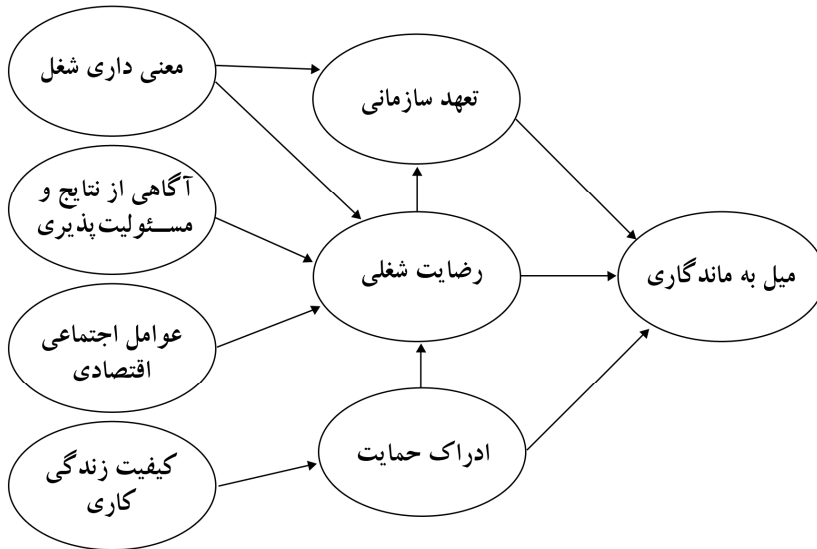 معنی داری شغل
تعهد سازمانی
آگاهی از نتایج و
مسئولیت‌پذیری
رضایت شغلی
میل به ماندگاری
عوامل اجتماعی
اقتصادی
ادراک حمایت
کیفیت زندگی
کاری